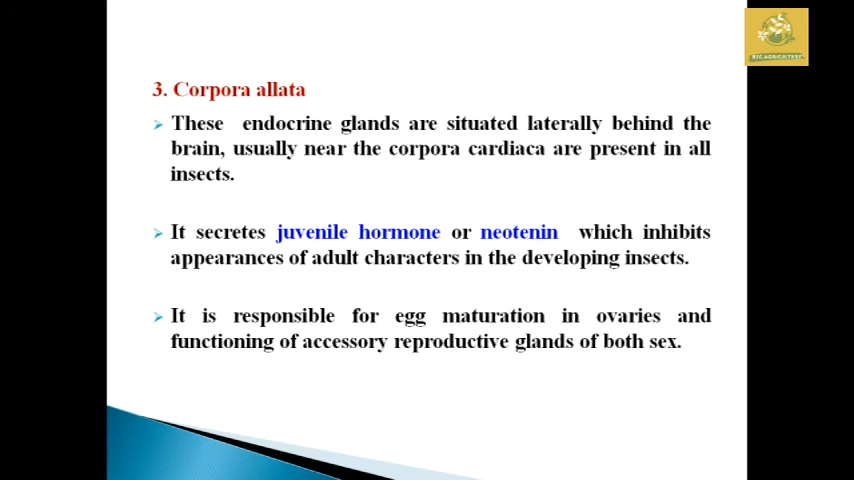 BSC.AGRICULTURE
3. Corpora allata
These endocrine glands are situated laterally behind the
brain, usually near the corpora cardiaca are present in all
insects.
It secretes juvenile hormone or neotenin which inhibits
appearances of adult characters in the developing insects.
It is responsible for egg maturation in ovaries and
functioning of accessory reproductive glands of both sex.